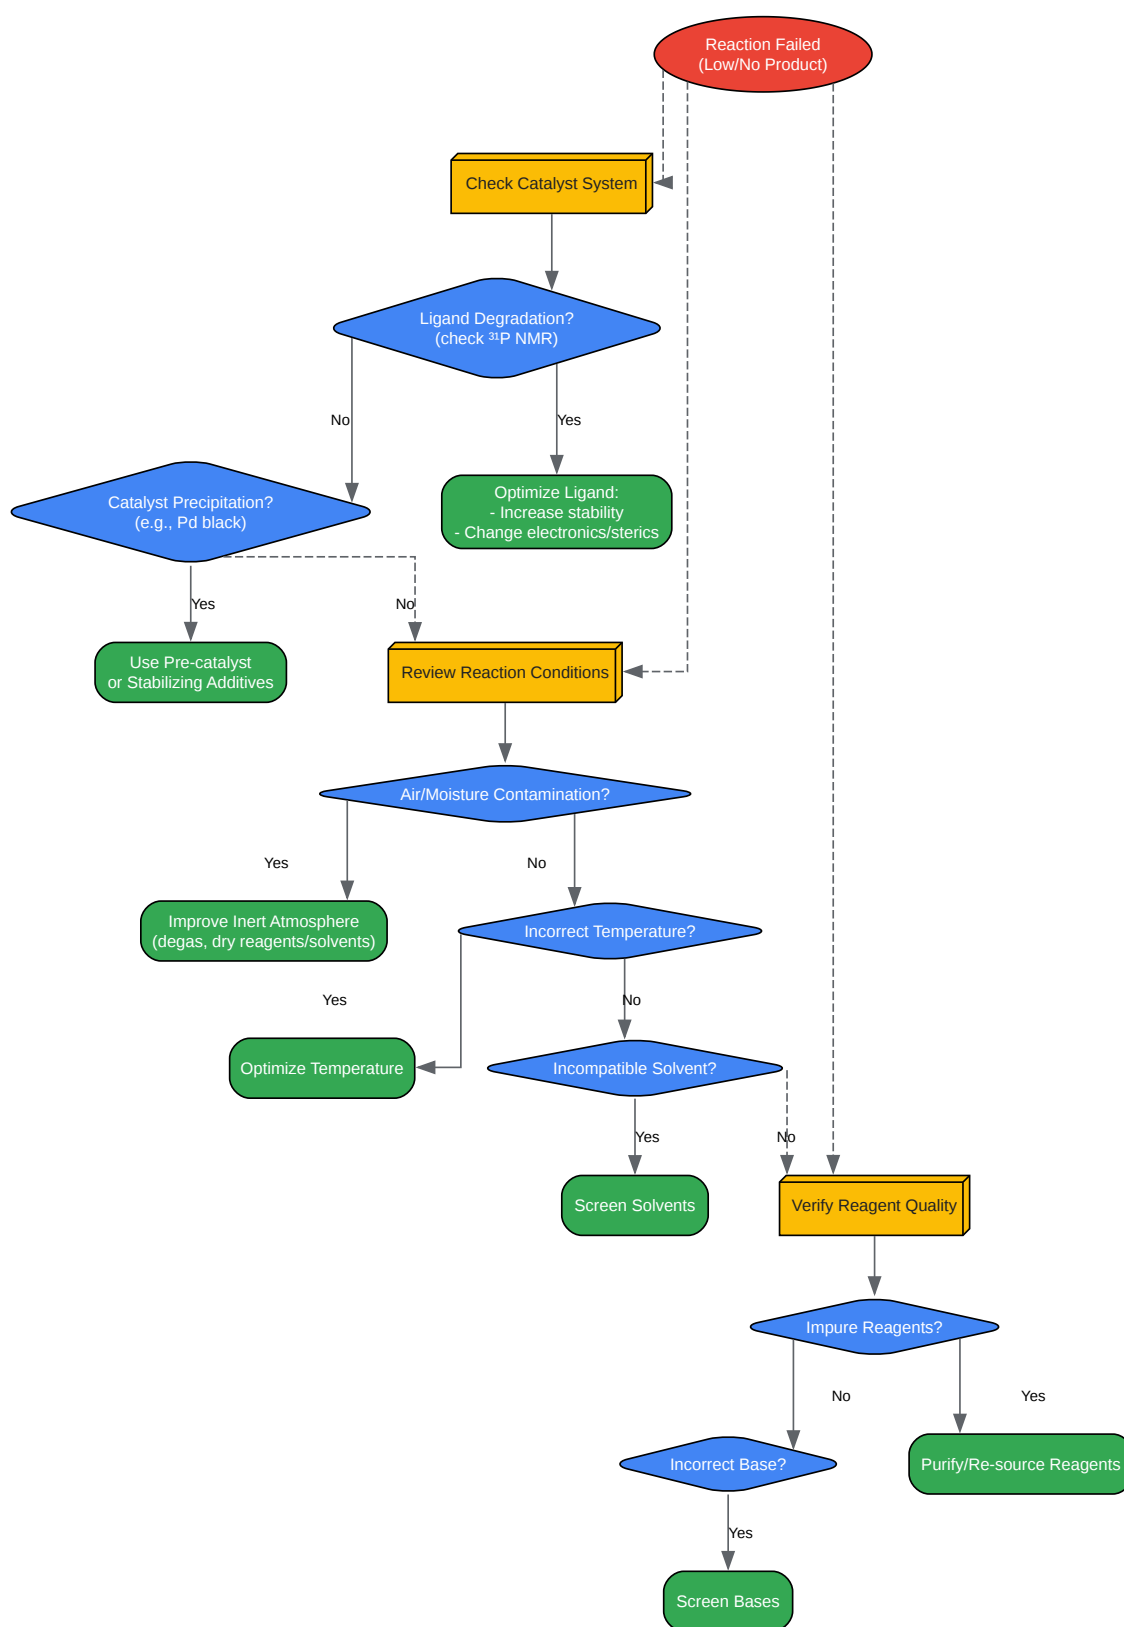 Reaction Failed
(Low/No Product)
Check Catalyst System
Ligand Degradation?
(check ³¹P NMR)
No
Yes
Catalyst Precipitation?
(e.g., Pd black)
Optimize Ligand:
- Increase stability
- Change electronics/sterics
Yes
No
Use Pre-catalyst
or Stabilizing Additives
Review Reaction Conditions
Air/Moisture Contamination?
Yes
No
Improve Inert Atmosphere
(degas, dry reagents/solvents)
Incorrect Temperature?
Yes
No
Optimize Temperature
Incompatible Solvent?
Yes
No
Screen Solvents
Verify Reagent Quality
Impure Reagents?
No
Yes
Incorrect Base?
Purify/Re-source Reagents
Yes
Screen Bases